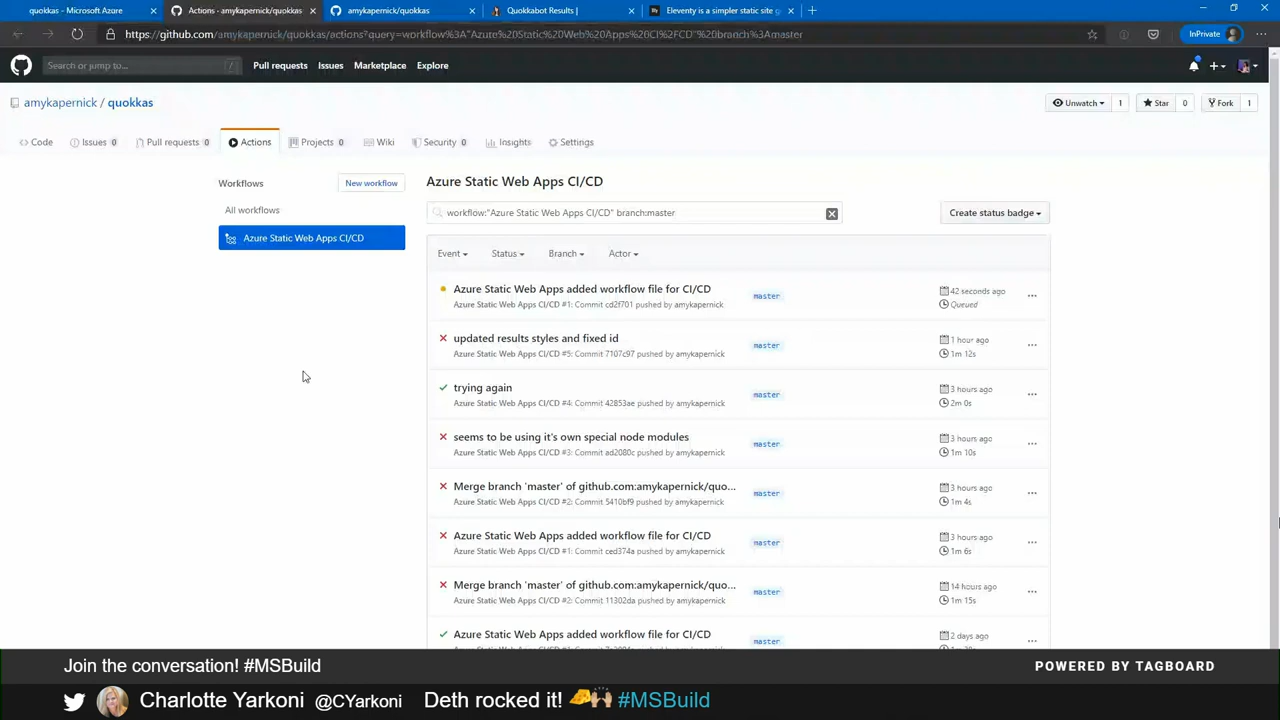 quokkas - Microsoft Azure
Actions · amykapernick/quokkas
amykapernick/quokkas
Quokkabot Results |
Eleventy is a simpler static site g
https://github.com/amykapernick/quokkas/actions?query=workflow%3A"Azure%20Static%20Web%20Apps%20CI%2FCD"%20branch%3Amaster
InPrivate
Search or jump to...
/
Pull requests Issues Marketplace Explore
amykapernick / quokkas
Unwatch 1
Star 0
Fork 1
Code
Issues 0
Pull requests 0
Actions
Projects 0
Wiki
Security 0
Insights
Settings
Workflows
New workflow
All workflows
Azure Static Web Apps CI/CD
Azure Static Web Apps CI/CD
workflow:"Azure Static Web Apps CI/CD" branch:master
Create status badge
Event
Status
Branch
Actor
Azure Static Web Apps added workflow file for CI/CD
Azure Static Web Apps CI/CD #1: Commit cd2f701 pushed by amykapernick
master
42 seconds ago
Queued
updated results styles and fixed id
Azure Static Web Apps CI/CD #5: Commit 7107c97 pushed by amykapernick
master
1 hour ago
1m 12s
trying again
Azure Static Web Apps CI/CD #4: Commit 42853ae pushed by amykapernick
master
3 hours ago
2m 0s
seems to be using it's own special node modules
Azure Static Web Apps CI/CD #3: Commit ad2080c pushed by amykapernick
master
3 hours ago
1m 10s
Merge branch 'master' of github.com:amykapernick/quo...
Azure Static Web Apps CI/CD #2: Commit 5410bf9 pushed by amykapernick
master
3 hours ago
1m 4s
Azure Static Web Apps added workflow file for CI/CD
Azure Static Web Apps CI/CD #1: Commit ced374a pushed by amykapernick
master
3 hours ago
1m 6s
Merge branch 'master' of github.com:amykapernick/quo...
Azure Static Web Apps CI/CD #2: Commit 11302da pushed by amykapernick
master
14 hours ago
1m 15s
Azure Static Web Apps added workflow file for CI/CD
master
2 days ago
Join the conversation! #MSBuild
POWERED BY TAGBOARD
Charlotte Yarkoni @CYarkoni Deth rocked it! 🧇🙌🏼 #MSBuild